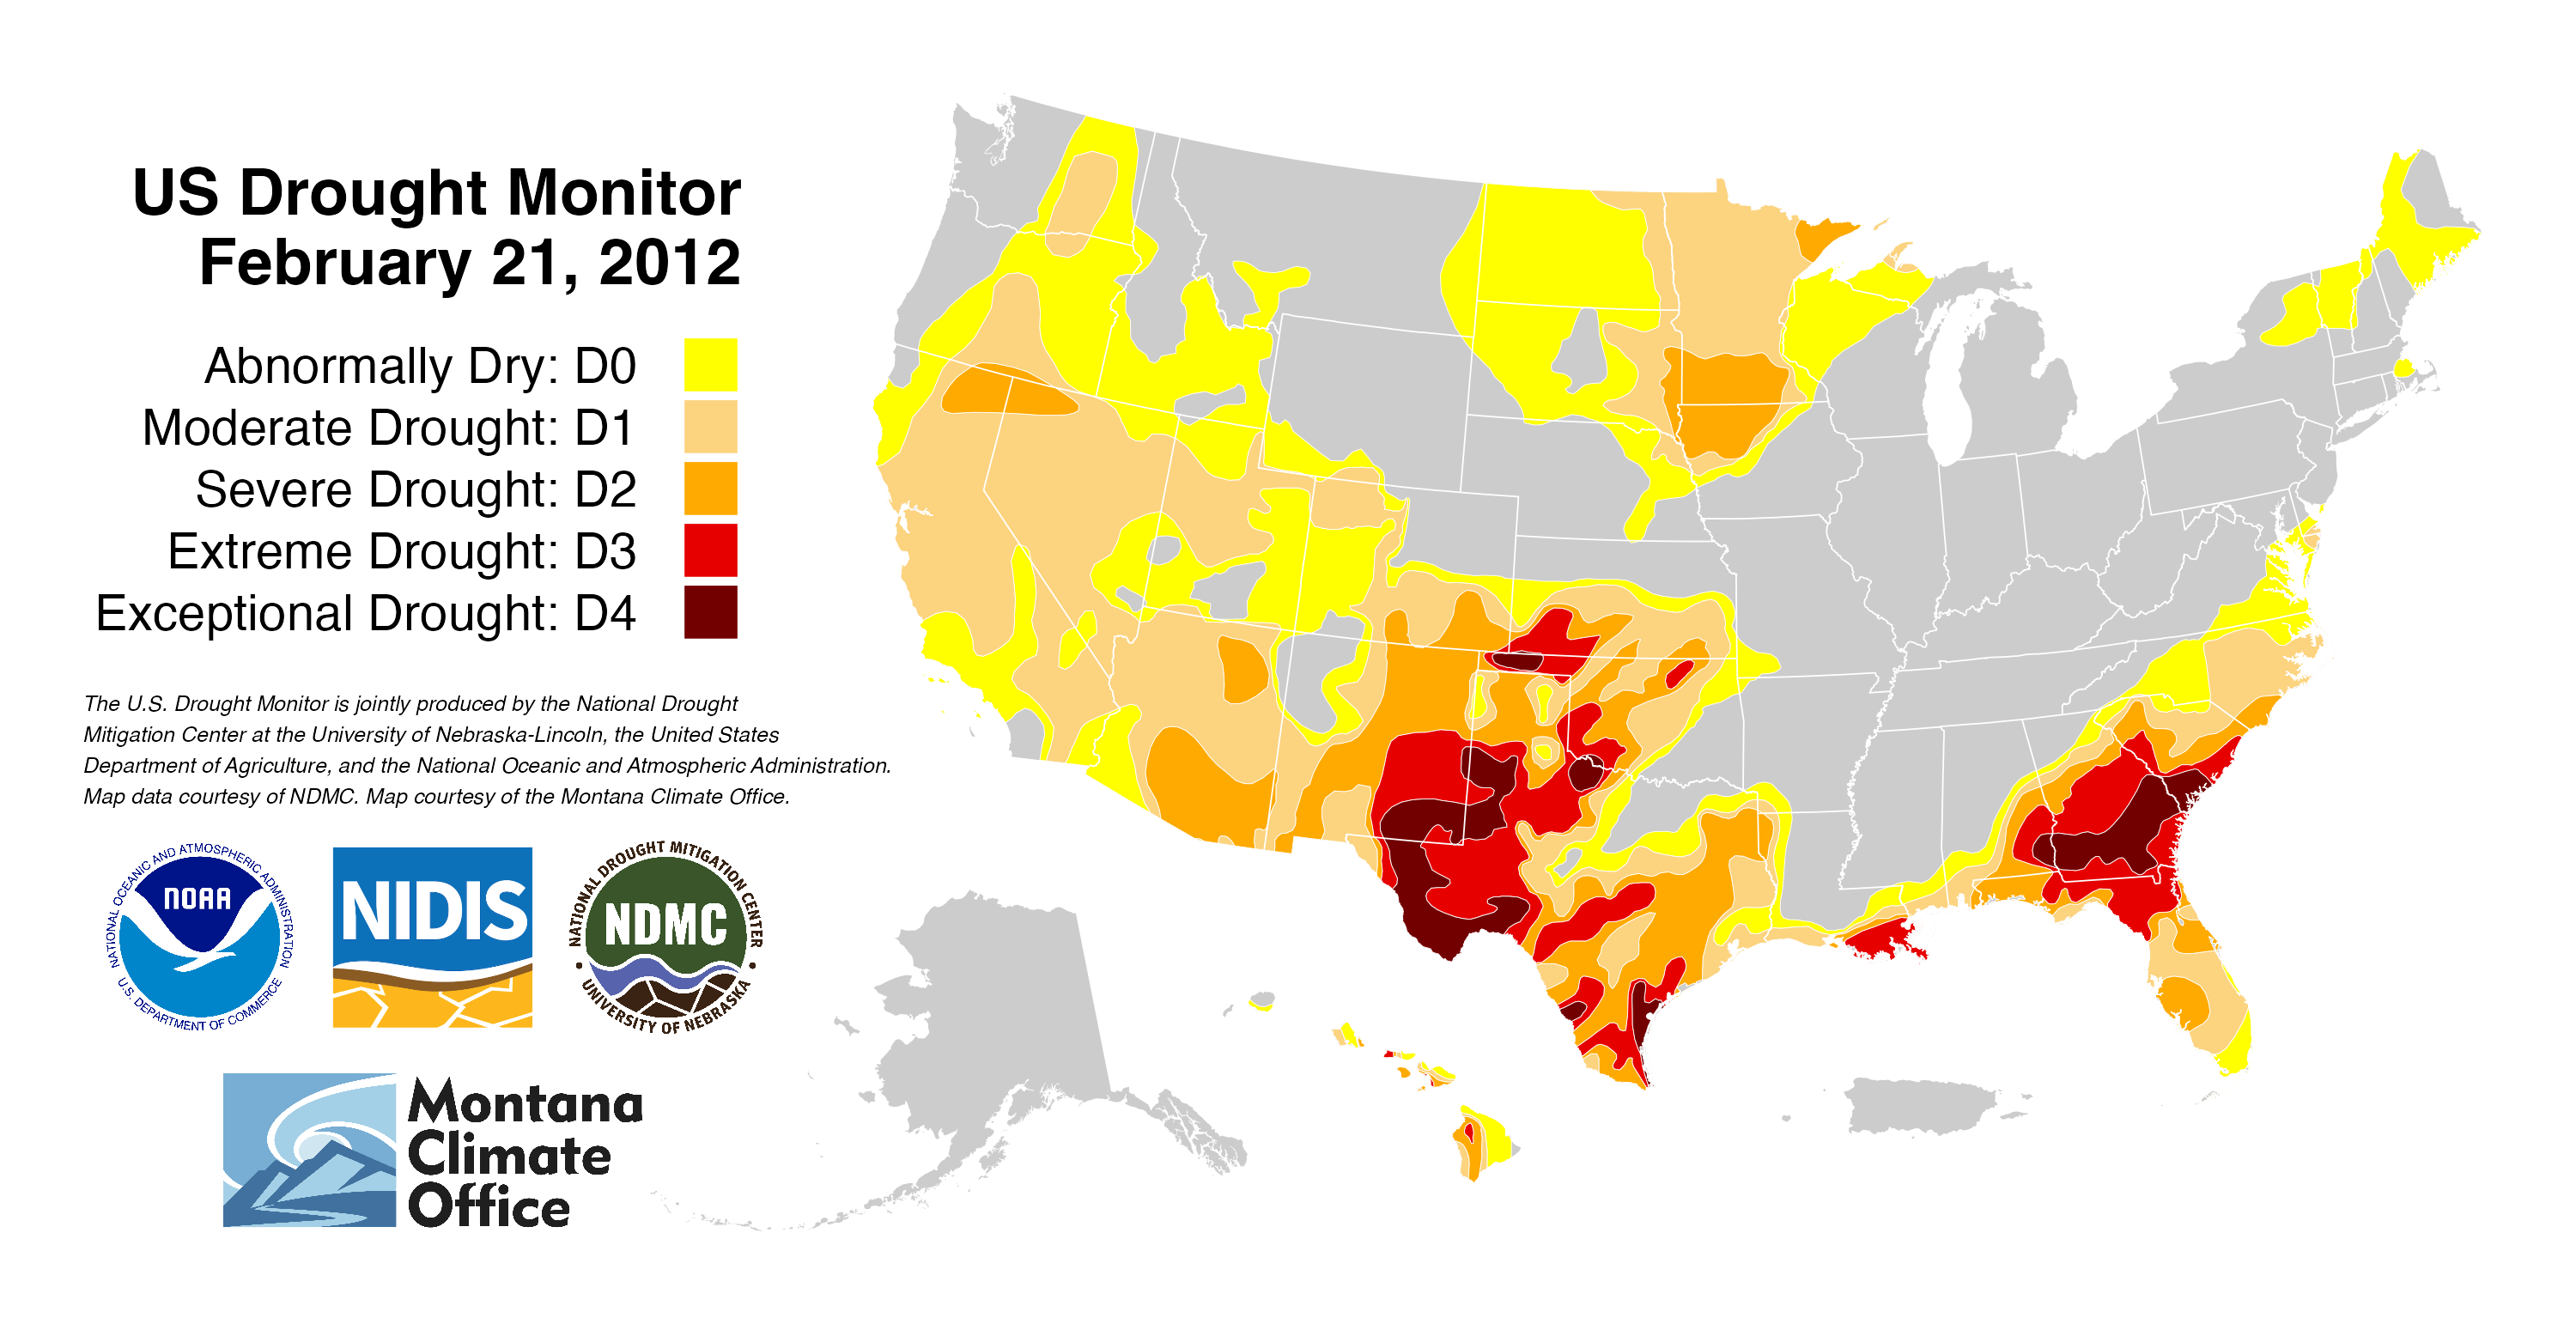 US Drought Monitor
February 21, 2012
Abnormally Dry: D0
Moderate Drought: D1
Severe Drought: D2
Extreme Drought: D3
Exceptional Drought: D4
The U.S. Drought Monitor is jointly produced by the National Drought
Mitigation Center at the University of Nebraska-Lincoln, the United States
Department of Agriculture, and the National Oceanic and Atmospheric Administration.
Map data courtesy of NDMC. Map courtesy of the Montana Climate Office.
NATIONAL OCEANIC AND ATMOSPHERIC ADMINISTRATION
NOAA
U.S. DEPARTMENT OF COMMERCE
NIDIS
NATIONAL DROUGHT MITIGATION CENTER
NDMC
UNIVERSITY OF NEBRASKA
Montana
Climate
Office